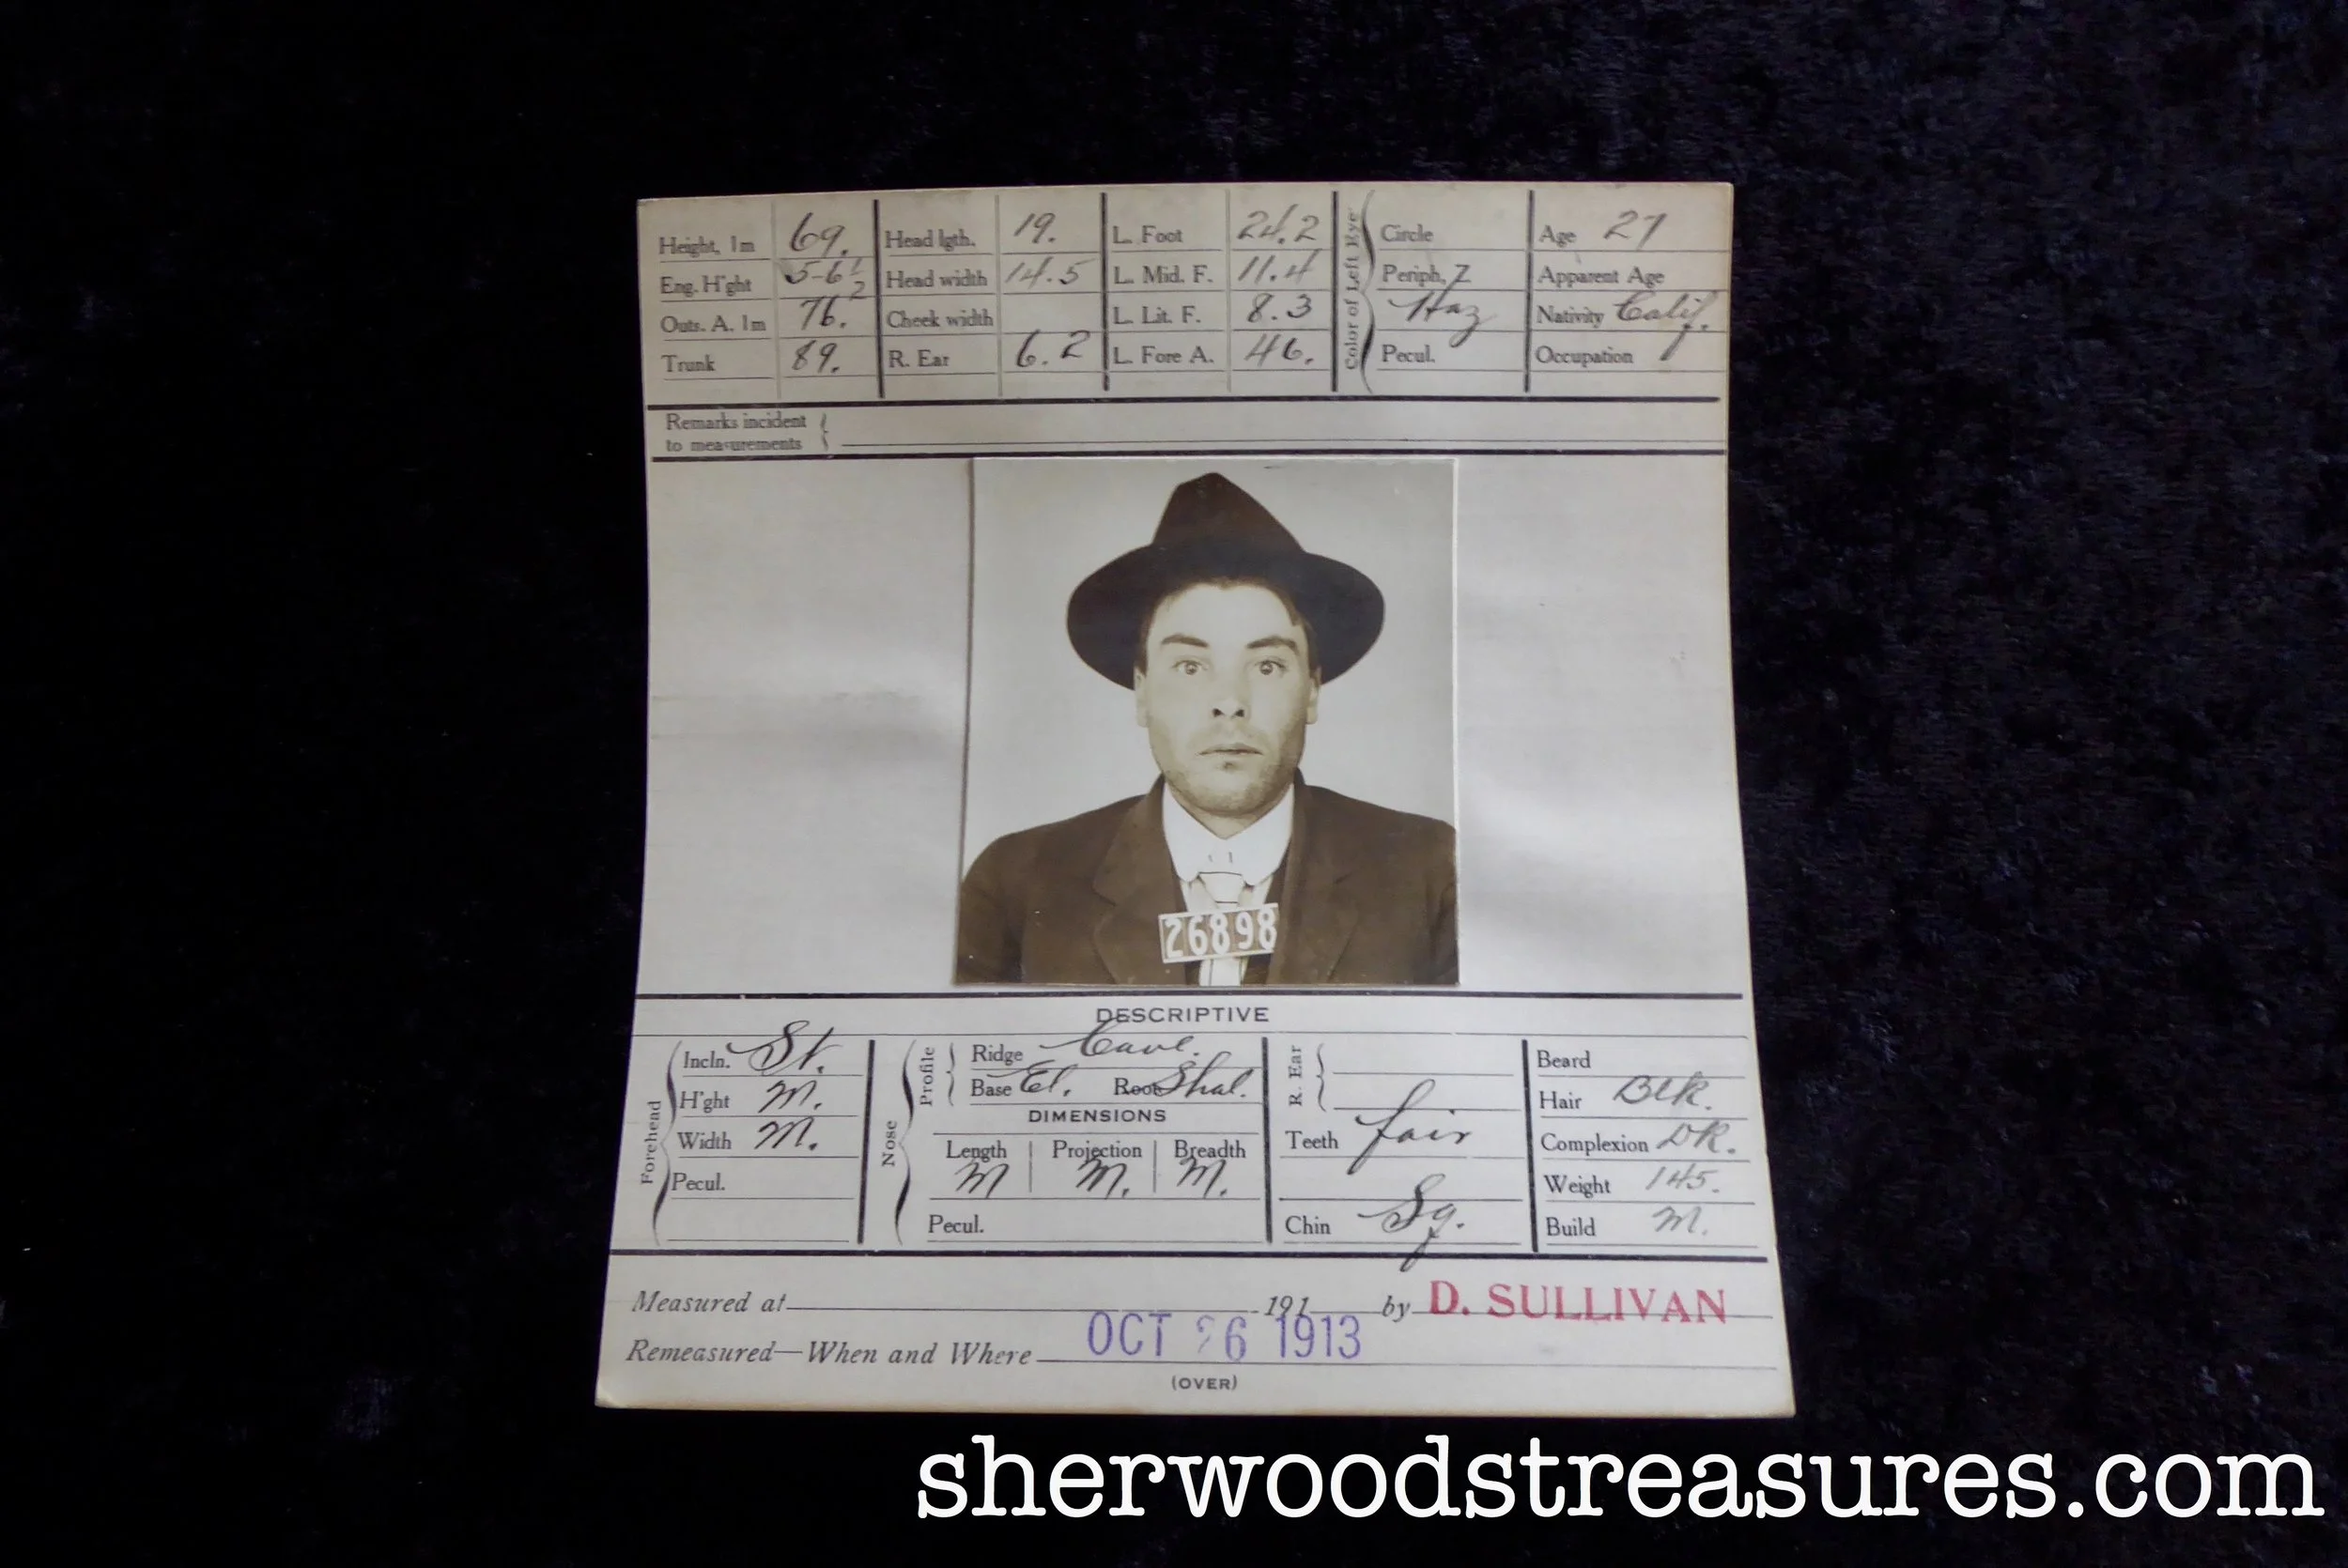 Height, 1m 69. Head lgth. 19. L. Foot 24.2 Circle Age 27
Eng. H'ght 5-6 1/2 Head width 14.5 L. Mid. F. 11.4 Periph. Z Apparent Age
Outs. A. 1m 76. Cheek width L. Lit. F. 8.3 Haz Nativity Calif.
Trunk 89. R. Ear 6.2 L. Fore A. 46. Pecul. Occupation
Color of Left Eye
Remarks incident
to measurements
26898
DESCRIPTIVE
Forehead
Incln. St.
H'ght M.
Width M.
Pecul.
Nose
Profile
Ridge Cavl.
Base El. Root Shal.
DIMENSIONS
Length Projection Breadth
M M. M.
Pecul.
R. Ear
Teeth fair
Chin Sq.
Beard
Hair Blk.
Complexion DK.
Weight 145.
Build M.
Measured at 191 by D. SULLIVAN
Remeasured—When and Where OCT 26 1913
(OVER)
sherwoodstreasures.com